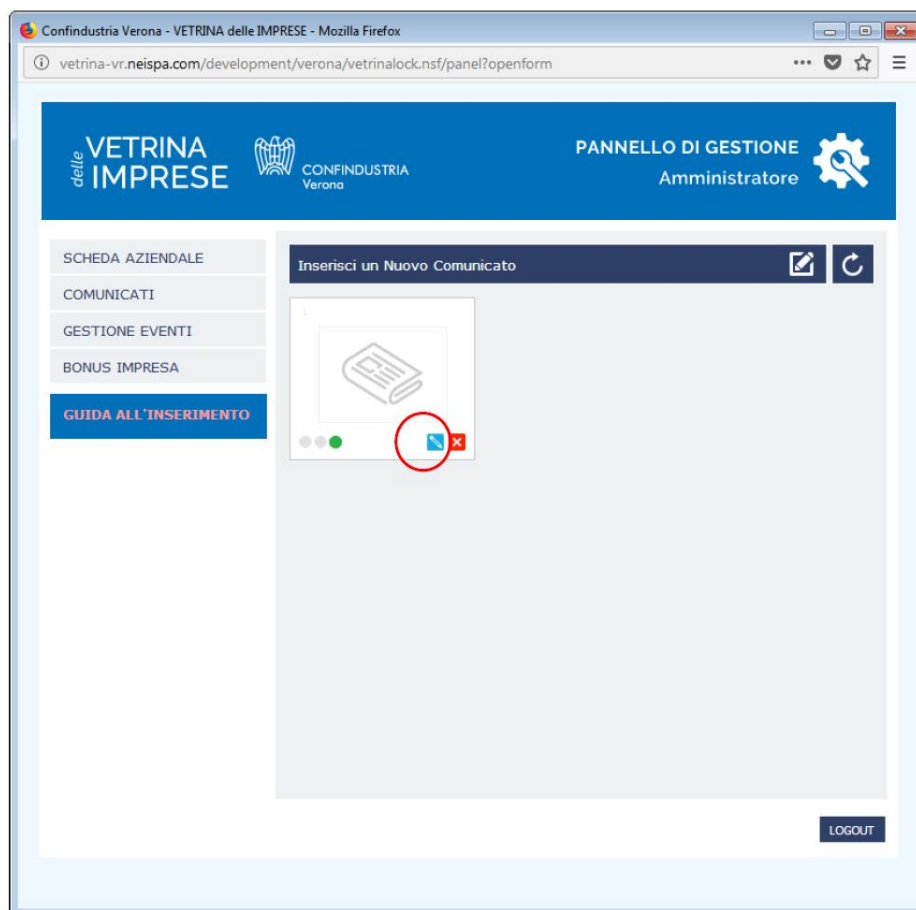 Confindustria Verona - VETRINA delle IMPRESE - Mozilla Firefox
vetrina-vr.neispa.com/development/verona/vetrinalock.nsf/panel?openform
delle VETRINA
IMPRESE
CONFINDUSTRIA
Verona
PANNELLO DI GESTIONE
Amministratore
SCHEDA AZIENDALE
COMUNICATI
GESTIONE EVENTI
BONUS IMPRESA
GUIDA ALL'INSERIMENTO
Inserisci un Nuovo Comunicato
LOGOUT